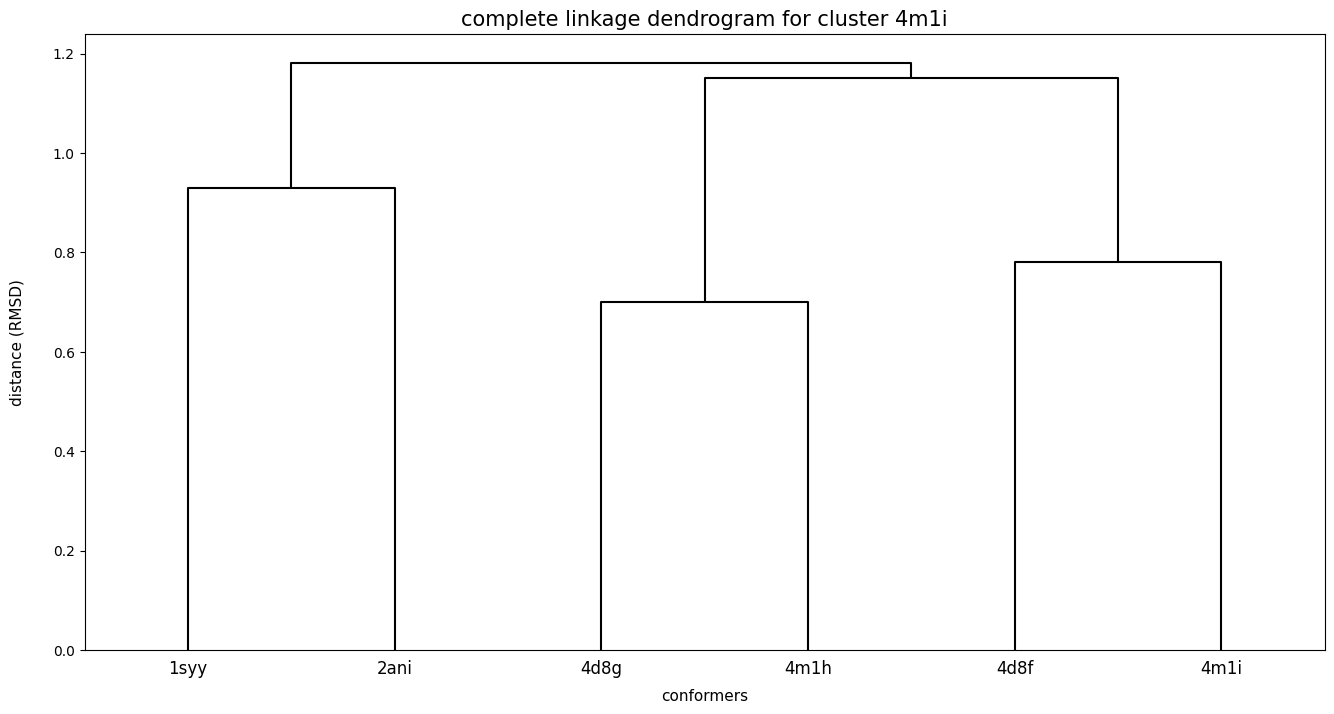 complete linkage dendrogram for cluster 4m1i
1.2
1.0
0.8
0.6
0.4
0.2
0.0
distance (RMSD)
1syy 2ani 4d8g 4m1h 4d8f 4m1i
conformers